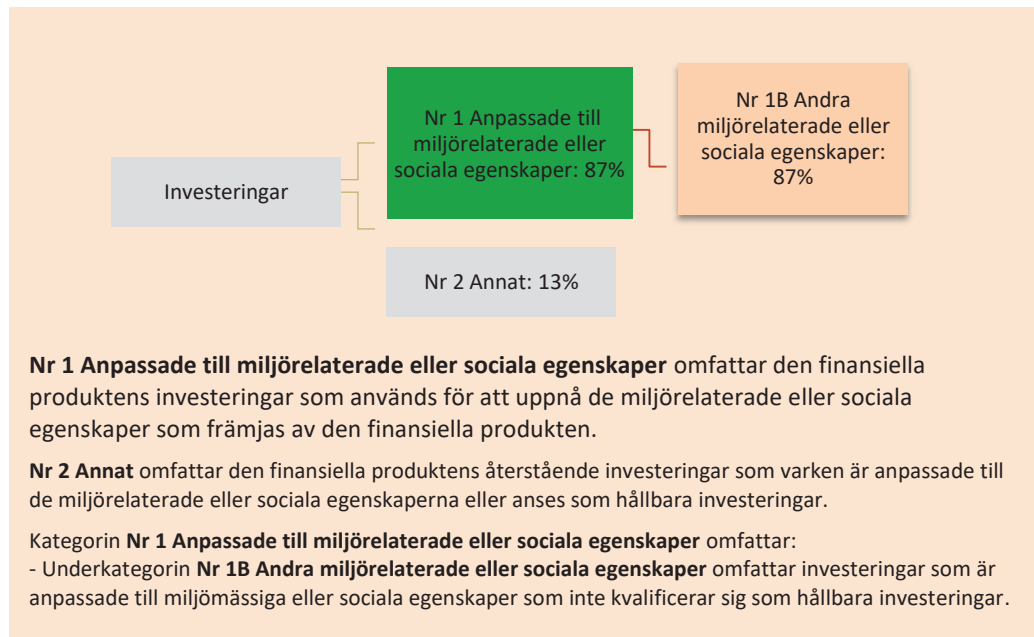 Investeringar
Nr 1 Anpassade till
miljörelaterade eller
sociala egenskaper: 87%
Nr 1B Andra
miljörelaterade eller
sociala egenskaper:
87%
Nr 2 Annat: 13%
Nr 1 Anpassade till miljörelaterade eller sociala egenskaper omfattar den finansiella
produktens investeringar som används för att uppnå de miljörelaterade eller sociala
egenskaper som främjas av den finansiella produkten.
Nr 2 Annat omfattar den finansiella produktens återstående investeringar som varken är anpassade till
de miljörelaterade eller sociala egenskaperna eller anses som hållbara investeringar.
Kategorin Nr 1 Anpassade till miljörelaterade eller sociala egenskaper omfattar:
- Underkategorin Nr 1B Andra miljörelaterade eller sociala egenskaper omfattar investeringar som är
anpassade till miljömässiga eller sociala egenskaper som inte kvalificerar sig som hållbara investeringar.